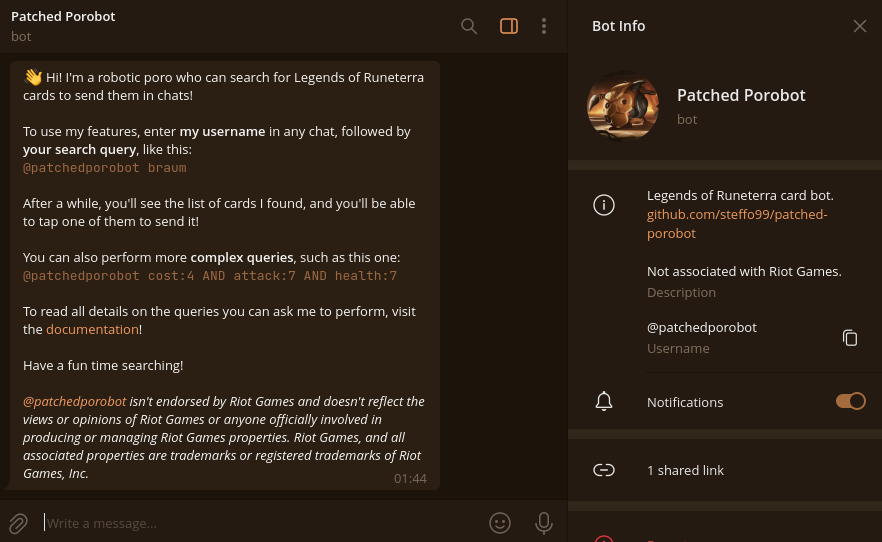 Patched Porobot
bot
👋 Hi! I'm a robotic poro who can search for Legends of Runeterra
cards to send them in chats!
To use my features, enter my username in any chat, followed by
your search query, like this:
@patchedporobot braum
After a while, you'll see the list of cards I found, and you'll be able
to tap one of them to send it!
You can also perform more complex queries, such as this one:
@patchedporobot cost:4 AND attack:7 AND health:7
To read all details on the queries you can ask me to perform, visit
the documentation!
Have a fun time searching!
@patchedporobot isn't endorsed by Riot Games and doesn't reflect the
views or opinions of Riot Games or anyone officially involved in
producing or managing Riot Games properties. Riot Games, and all
associated properties are trademarks or registered trademarks of Riot
Games, Inc.
01:44
Write a message...
Bot Info
Patched Porobot
bot
Legends of Runeterra card bot.
github.com/steffo99/patched-
porobot
Not associated with Riot Games.
Description
@patchedporobot
Username
Notifications
1 shared link